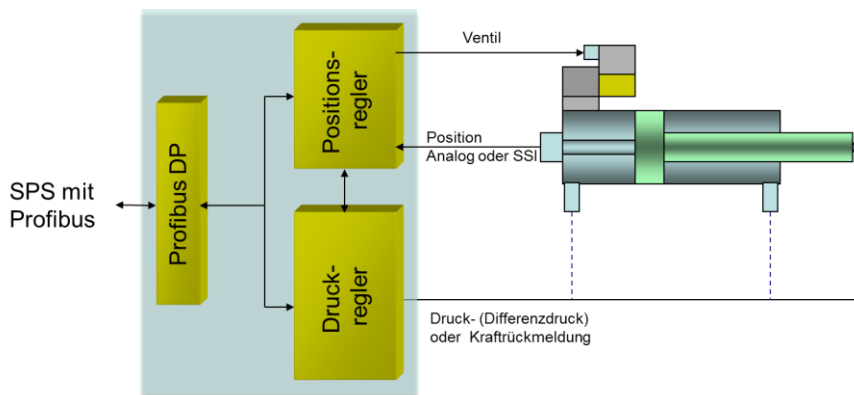 SPS mit
Profibus
Profibus DP
Positions-
regler
Druck-
regler
Ventil
Position
Analog oder SSI
Druck- (Differenzdruck)
oder Kraftrückmeldung